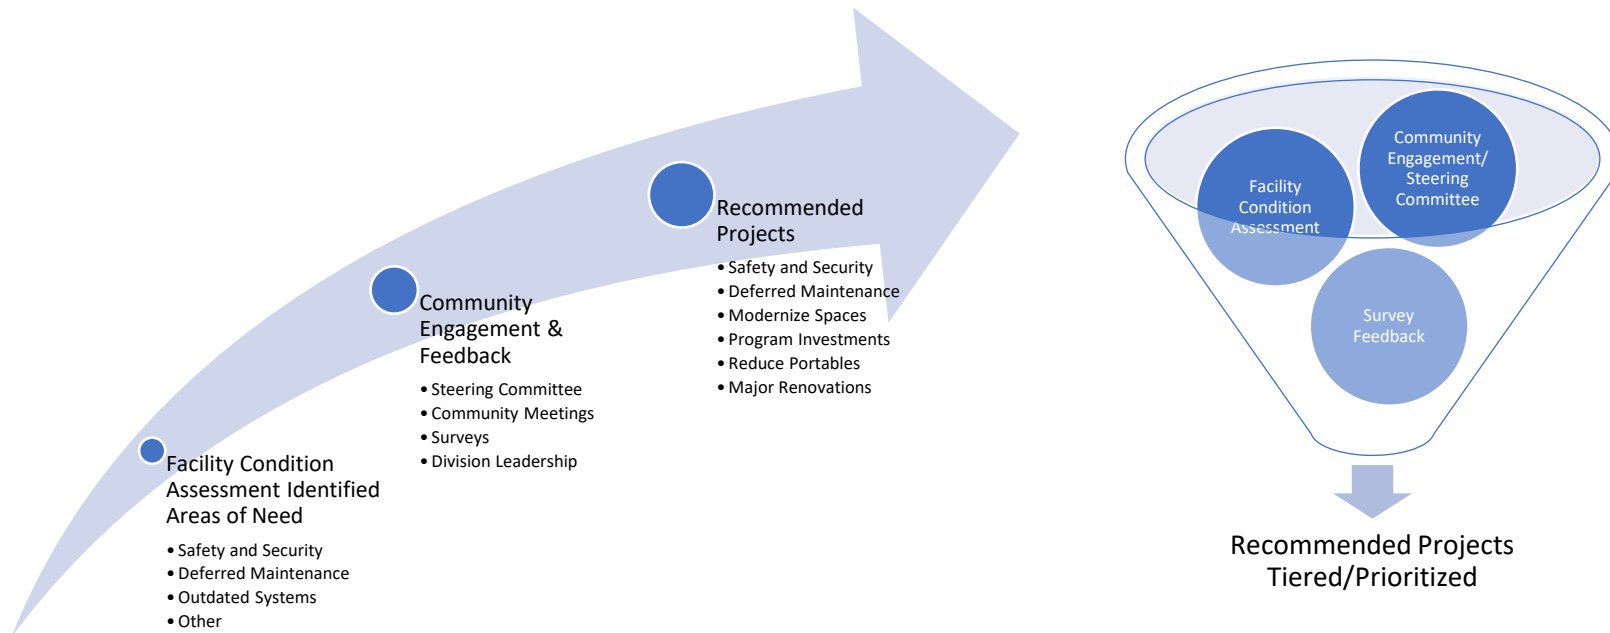 Facility Condition
Assessment Identified
Areas of Need
• Safety and Security
• Deferred Maintenance
• Outdated Systems
• Other
Community
Engagement &
Feedback
• Steering Committee
• Community Meetings
• Surveys
• Division Leadership
Recommended
Projects
• Safety and Security
• Deferred Maintenance
• Modernize Spaces
• Program Investments
• Reduce Portables
• Major Renovations
Facility
Condition
Assessment
Community
Engagement/
Steering
Committee
Survey
Feedback
Recommended Projects
Tiered/Prioritized